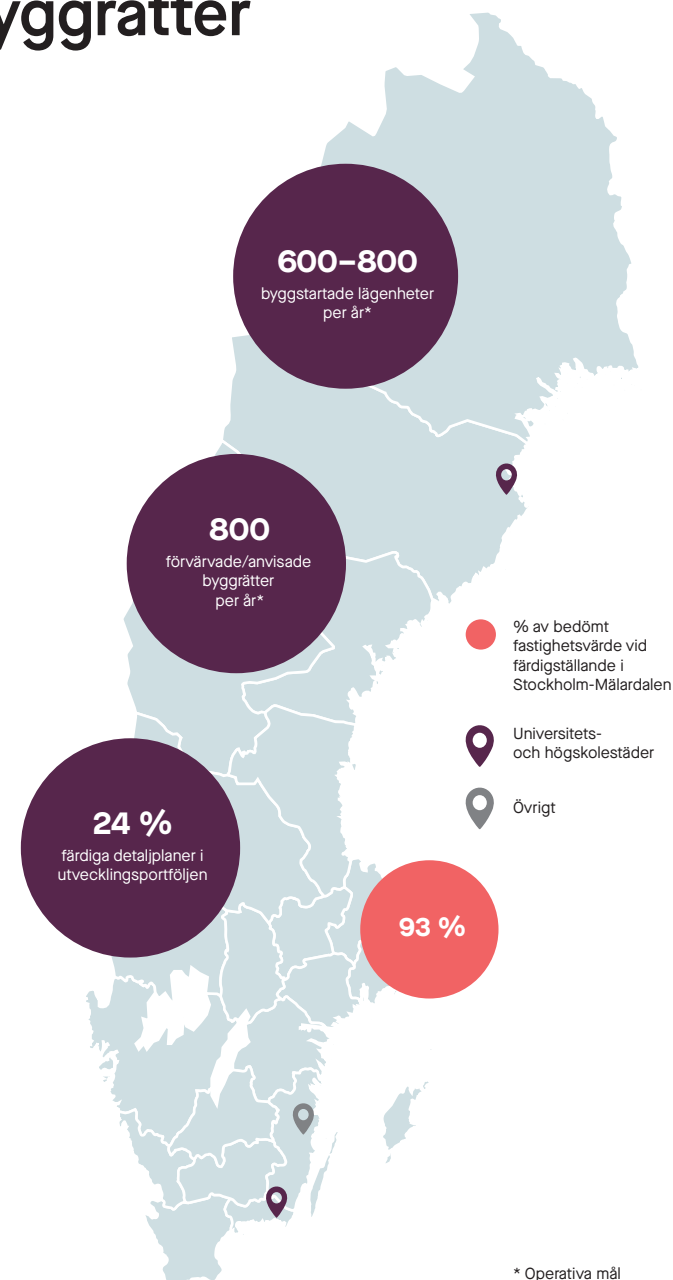 yggrätter
600–800
byggstartade lägenheter
per år*
800
förvärvade/anvisade
byggrätter
per år*
% av bedömt
fastighetsvärde vid
färdigställande i
Stockholm-Mälardalen
Universitets-
och högskolestäder
Övrigt
24 %
färdiga detaljplaner i
utvecklingsportföljen
93 %
* Operativa mål